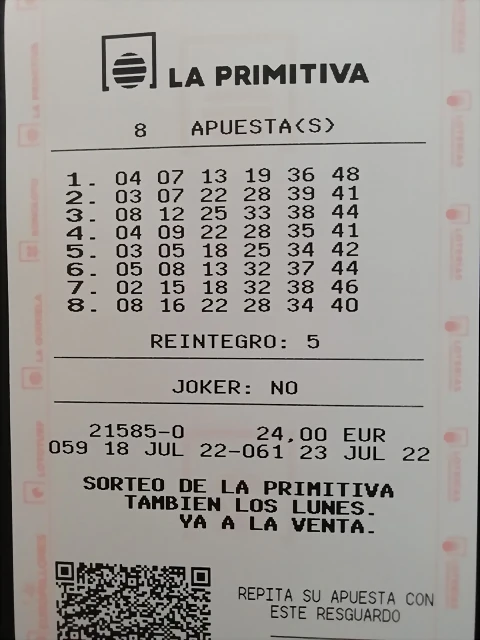 LA PRIMITIVA
8 APUESTA(S)
1. 04 07 13 19 36 48
2. 03 07 22 28 39 41
3. 08 12 25 33 38 44
4. 04 09 22 28 35 41
5. 03 05 18 25 34 42
6. 05 08 13 32 37 44
7. 02 15 18 32 38 46
8. 08 16 22 28 34 40
REINTEGRO: 5
JOKER: NO
21585-0 24,00 EUR
059 18 JUL 22-061 23 JUL 22
SORTEO DE LA PRIMITIVA
TAMBIEN LOS LUNES.
YA A LA VENTA.
REPITA SU APUESTA CON
ESTE RESGUARDO